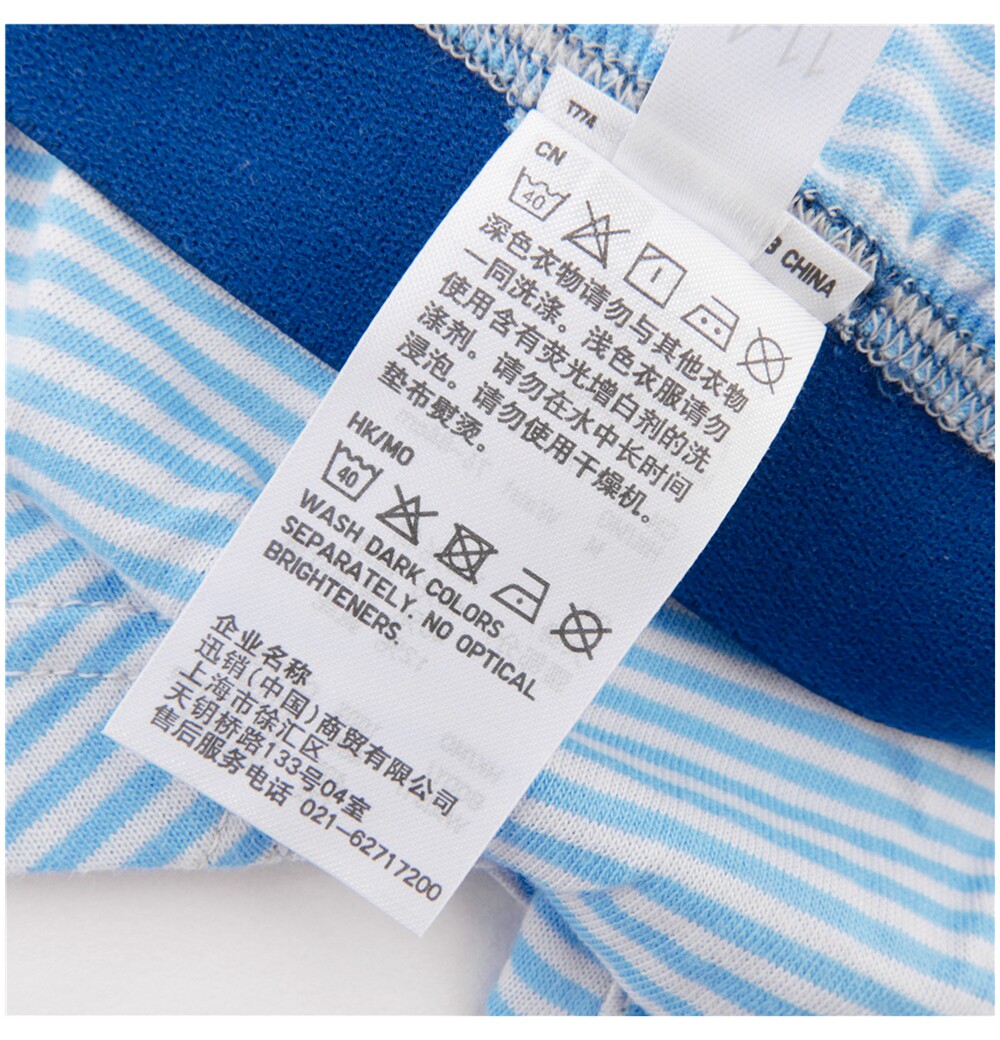 T774
CN
40
深色衣物请勿与其他衣物
一同洗涤。浅色衣服请勿
使用含有荧光增白剂的洗
涤剂。请勿在水中长时间
浸泡。请勿使用干燥机。
垫布熨烫。
CHINA
HK/MO
40
WASH DARK COLORS
SEPARATELY. NO OPTICAL
BRIGHTENERS.
企业名称
迅销(中国)商贸有限公司
上海市徐汇区
天钥桥路133号04室
售后服务电话 021-62717200